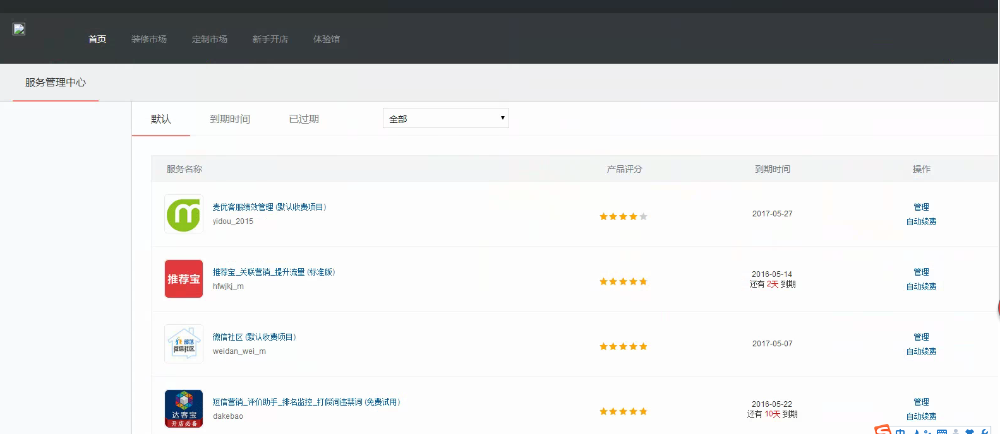 首页 装修市场 定制市场 新手开店 体验馆
服务管理中心
默认 到期时间 已过期 全部
服务名称 产品评分 到期时间 操作
麦优客服绩效管理 (默认收费项目)
yidou_2015
2017-05-27
管理
自动续费
推荐宝
推荐宝_关联营销_提升流量 (标准版)
hfwjkj_m
2016-05-14
还有 2天 到期
管理
自动续费
微信社区
微信社区 (默认收费项目)
weidan_wei_m
2017-05-07
管理
自动续费
达客宝
开店必备
短信营销_评价助手_排名监控_打假词违禁词 (免费试用)
dakebao
2016-05-22
还有 10天 到期
管理
自动续费